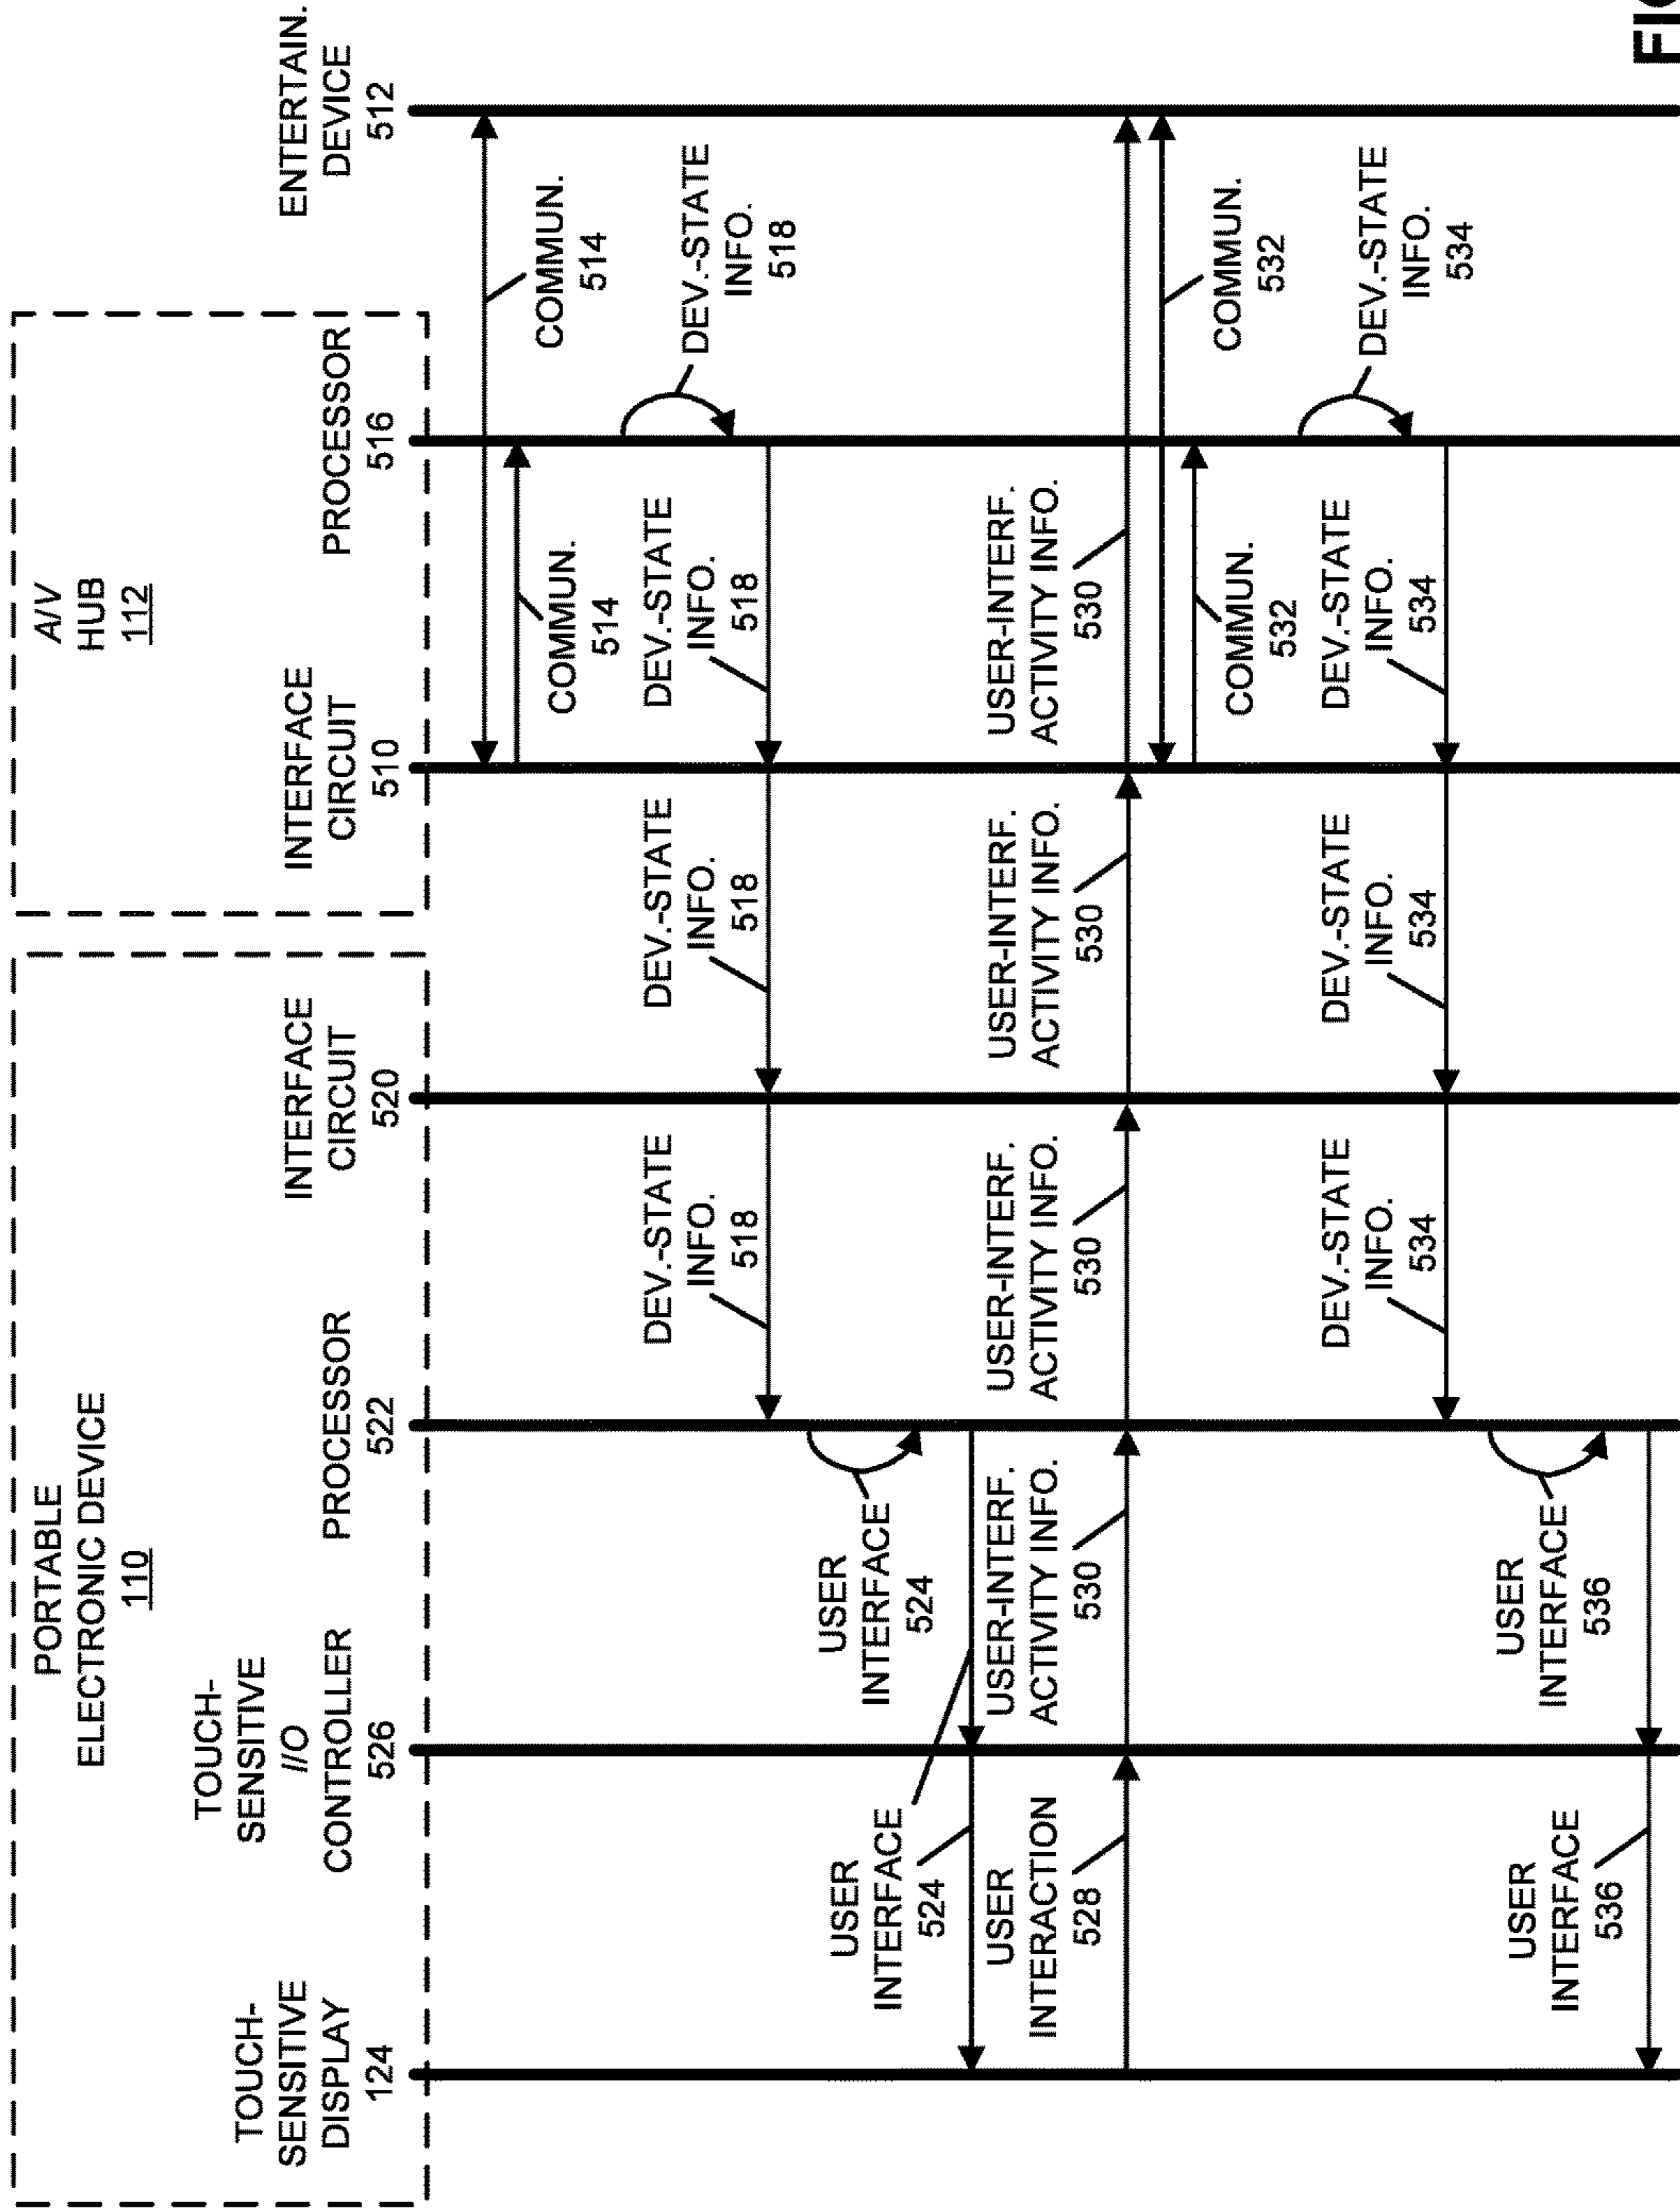 PORTABLE
ELECTRONIC DEVICE
110
A/V
HUB
112
TOUCH-
SENSITIVE
DISPLAY
124
TOUCH-
SENSITIVE
I/O
CONTROLLER
526
PROCESSOR
522
INTERFACE
CIRCUIT
520
INTERFACE
CIRCUIT
510
PROCESSOR
516
ENTERTAIN.
DEVICE
512
COMMUN.
514
COMMUN.
514
DEV.-STATE
INFO.
518
DEV.-STATE
INFO.
518
DEV.-STATE
INFO.
518
DEV.-STATE
INFO.
518
USER
INTERFACE
524
USER
INTERFACE
524
USER
INTERACTION
528
USER-INTERF.
ACTIVITY INFO.
530
USER-INTERF.
ACTIVITY INFO.
530
USER-INTERF.
ACTIVITY INFO.
530
USER-INTERF.
ACTIVITY INFO.
530
COMMUN.
532
COMMUN.
532
DEV.-STATE
INFO.
534
DEV.-STATE
INFO.
534
DEV.-STATE
INFO.
534
DEV.-STATE
INFO.
534
USER
INTERFACE
536
USER
INTERFACE
536
FIG